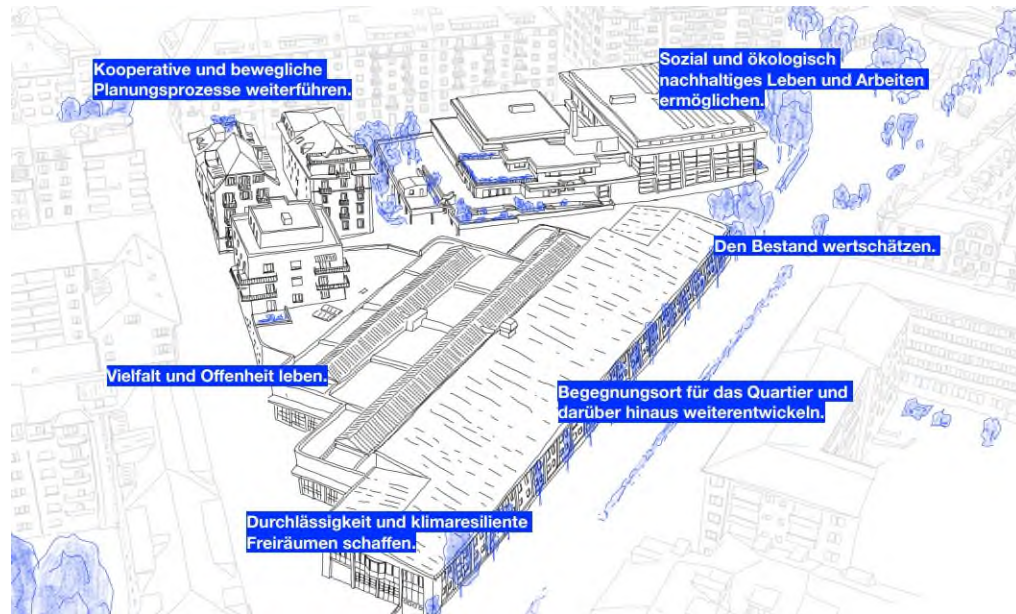 Kooperative und bewegliche
Planungsprozesse weiterführen.
Sozial und ökologisch
nachhaltiges Leben und Arbeiten
ermöglichen.
Den Bestand wertschätzen.
Vielfalt und Offenheit leben.
Begegnungsort für das Quartier und
darüber hinaus weiterentwickeln.
Durchlässigkeit und klimaresiliente
Freiräumen schaffen.